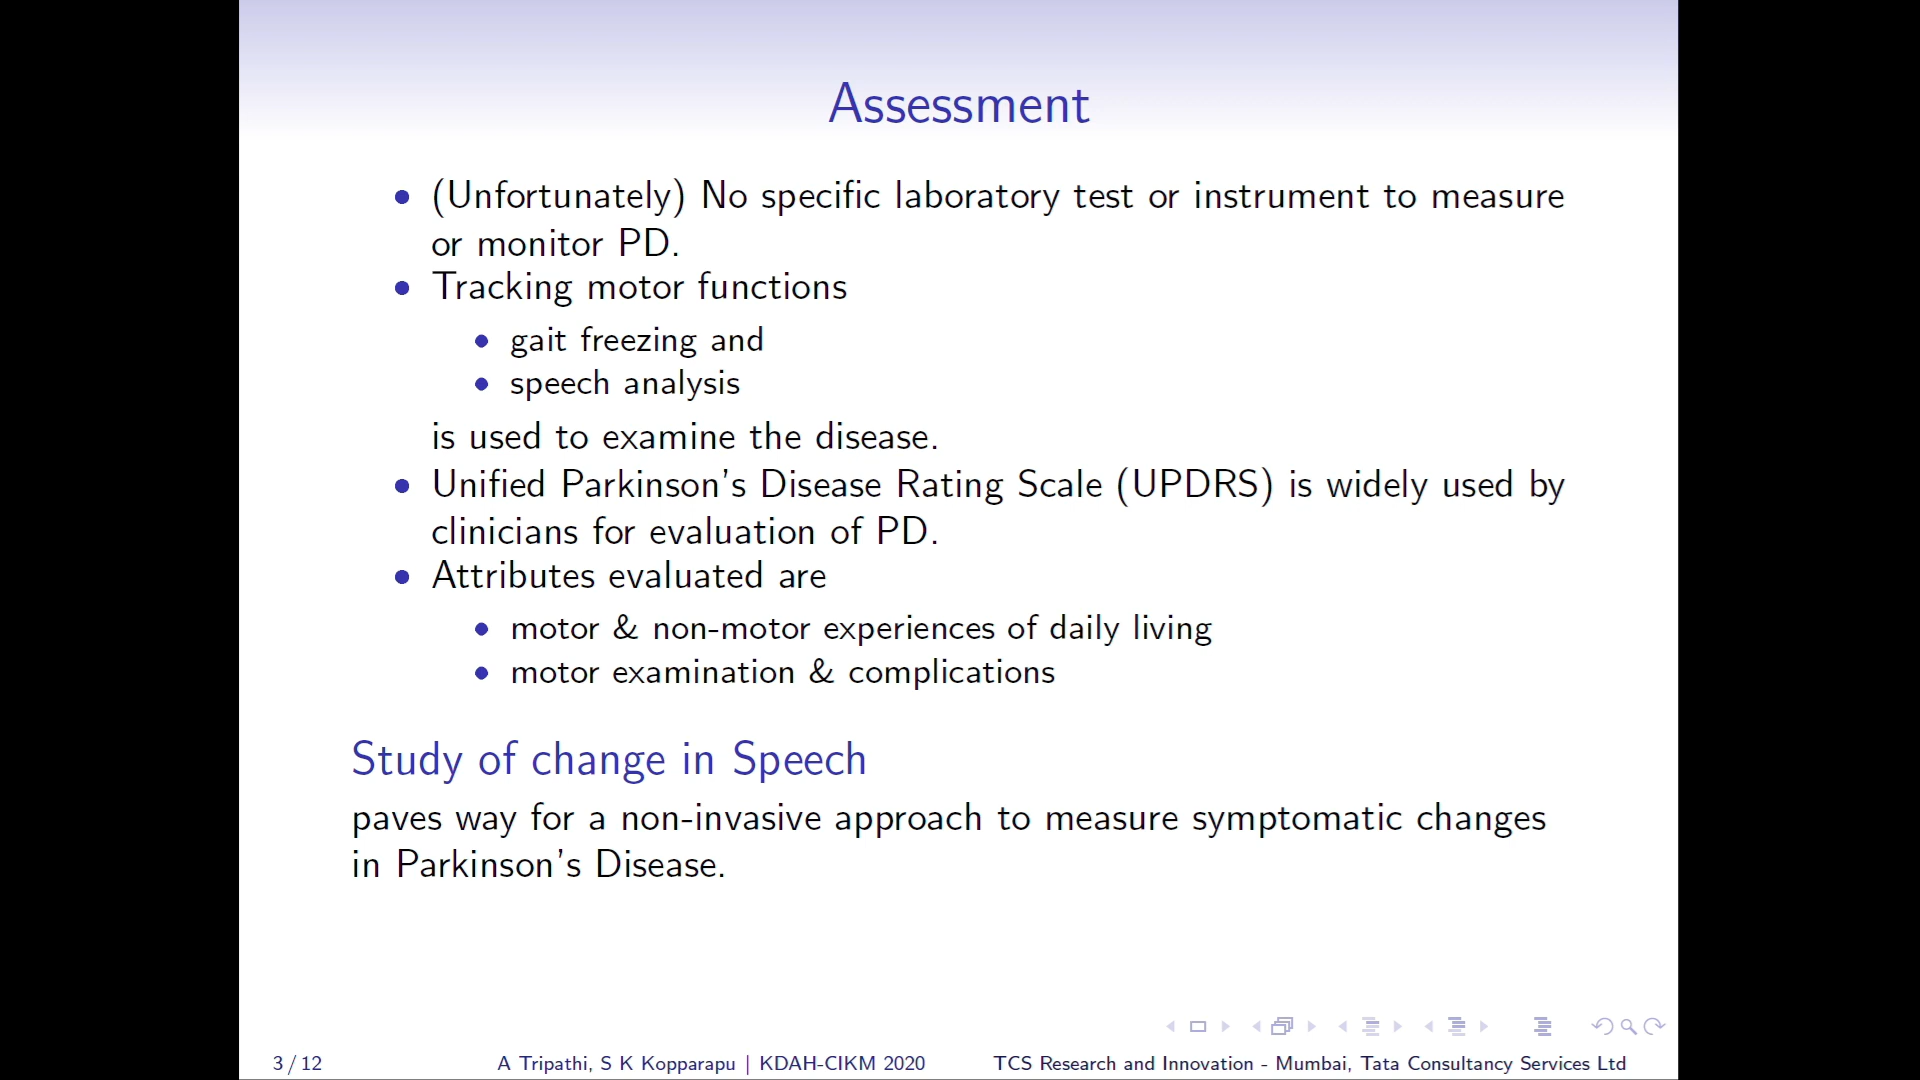 Assessment
• (Unfortunately) No specific laboratory test or instrument to measure
or monitor PD.
• Tracking motor functions
• gait freezing and
• speech analysis
is used to examine the disease.
• Unified Parkinson's Disease Rating Scale (UPDRS) is widely used by
clinicians for evaluation of PD.
• Attributes evaluated are
• motor & non-motor experiences of daily living
• motor examination & complications
Study of change in Speech
paves way for a non-invasive approach to measure symptomatic changes
in Parkinson's Disease.
3 / 12 A Tripathi, S K Kopparapu | KDAH-CIKM 2020 TCS Research and Innovation - Mumbai, Tata Consultancy Services Ltd